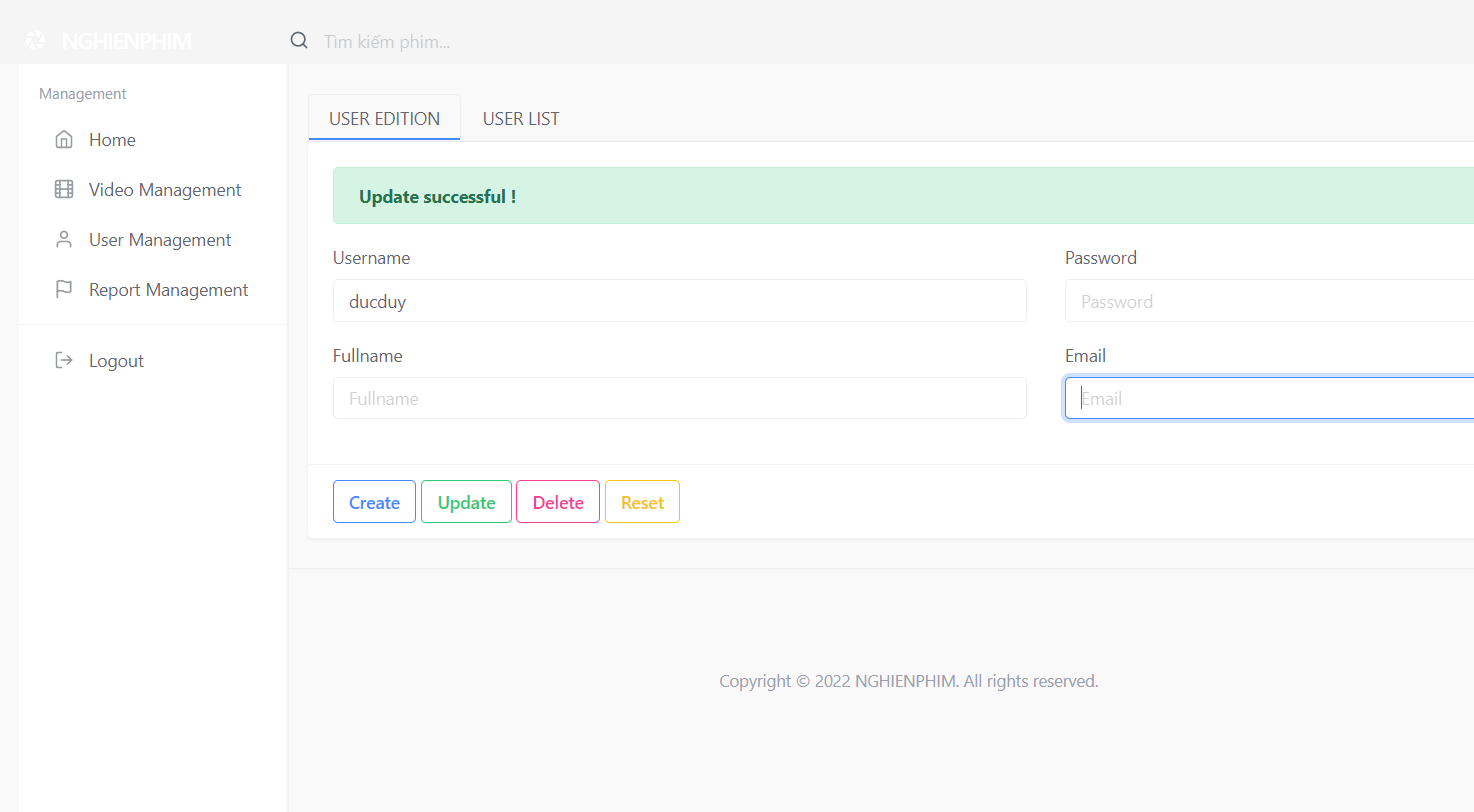 NGHIENPHIM
Tìm kiếm phim...
Management
Home
Video Management
User Management
Report Management
Logout
USER EDITION
USER LIST
Update successful !
Username
Password
ducduy
Password
Fullname
Email
Fullname
Email
Create
Update
Delete
Reset
Copyright © 2022 NGHIENPHIM. All rights reserved.